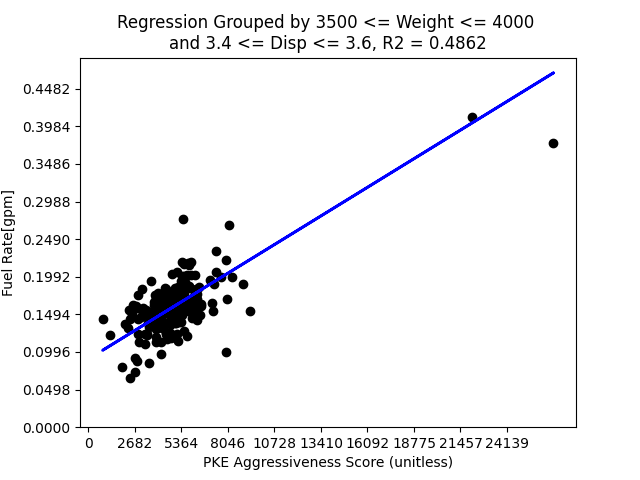 Regression Grouped by 3500 <= Weight <= 4000
and 3.4 <= Disp <= 3.6, R2 = 0.4862
Fuel Rate[gpm]
0.4482
0.3984
0.3486
0.2988
0.2490
0.1992
0.1494
0.0996
0.0498
0.0000
0 2682 5364 8046 10728 13410 16092 18775 21457 24139
PKE Aggressiveness Score (unitless)